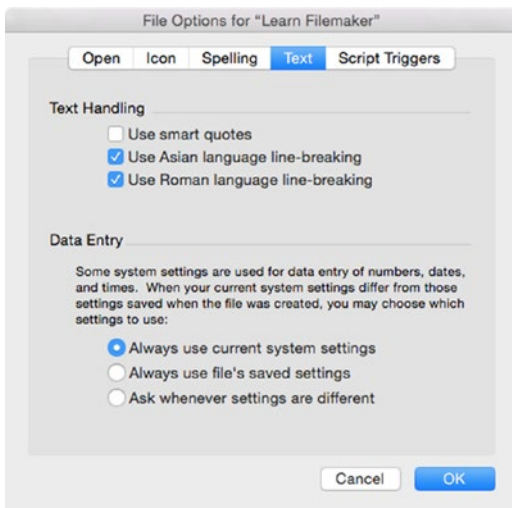 File Options for “Learn Filemaker”
Open Icon Spelling Text Script Triggers
Text Handling
Use smart quotes
Use Asian language line-breaking
Use Roman language line-breaking
Data Entry
Some system settings are used for data entry of numbers, dates,
and times. When your current system settings differ from those
settings saved when the file was created, you may choose which
settings to use:
Always use current system settings
Always use file's saved settings
Ask whenever settings are different
Cancel OK